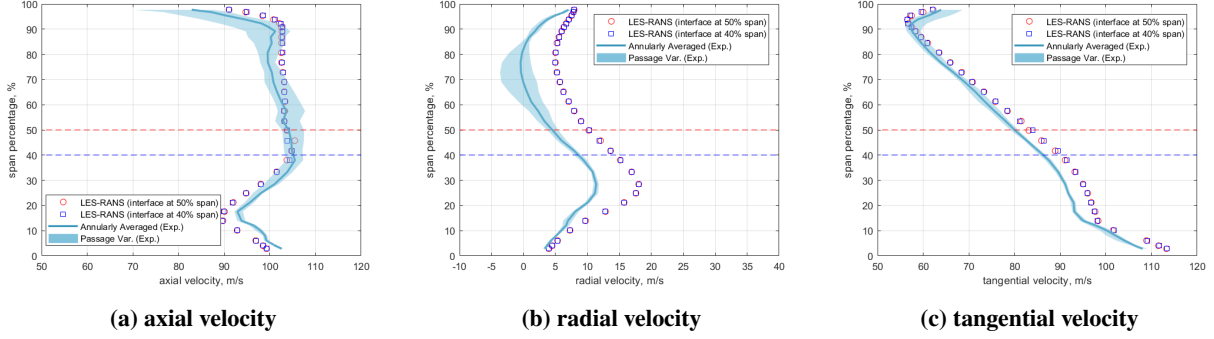 100
90
80
70
60
50
40
30
20
10
0
span percentage, %
LES-RANS (interface at 50% span)
LES-RANS (interface at 40% span)
Annularly Averaged (Exp.)
Passage Var. (Exp.)
50 60 70 80 90 100 110 120
axial velocity, m/s
(a) axial velocity
100
90
80
70
60
50
40
30
20
10
0
span percentage, %
LES-RANS (interface at 50% span)
LES-RANS (interface at 40% span)
Annularly Averaged (Exp.)
Passage Var. (Exp.)
-10 -5 0 5 10 15 20 25 30 35 40
radial velocity, m/s
(b) radial velocity
100
90
80
70
60
50
40
30
20
10
0
span percentage, %
LES-RANS (interface at 50% span)
LES-RANS (interface at 40% span)
Annularly Averaged (Exp.)
Passage Var. (Exp.)
50 60 70 80 90 100 110 120
tangential velocity, m/s
(c) tangential velocity